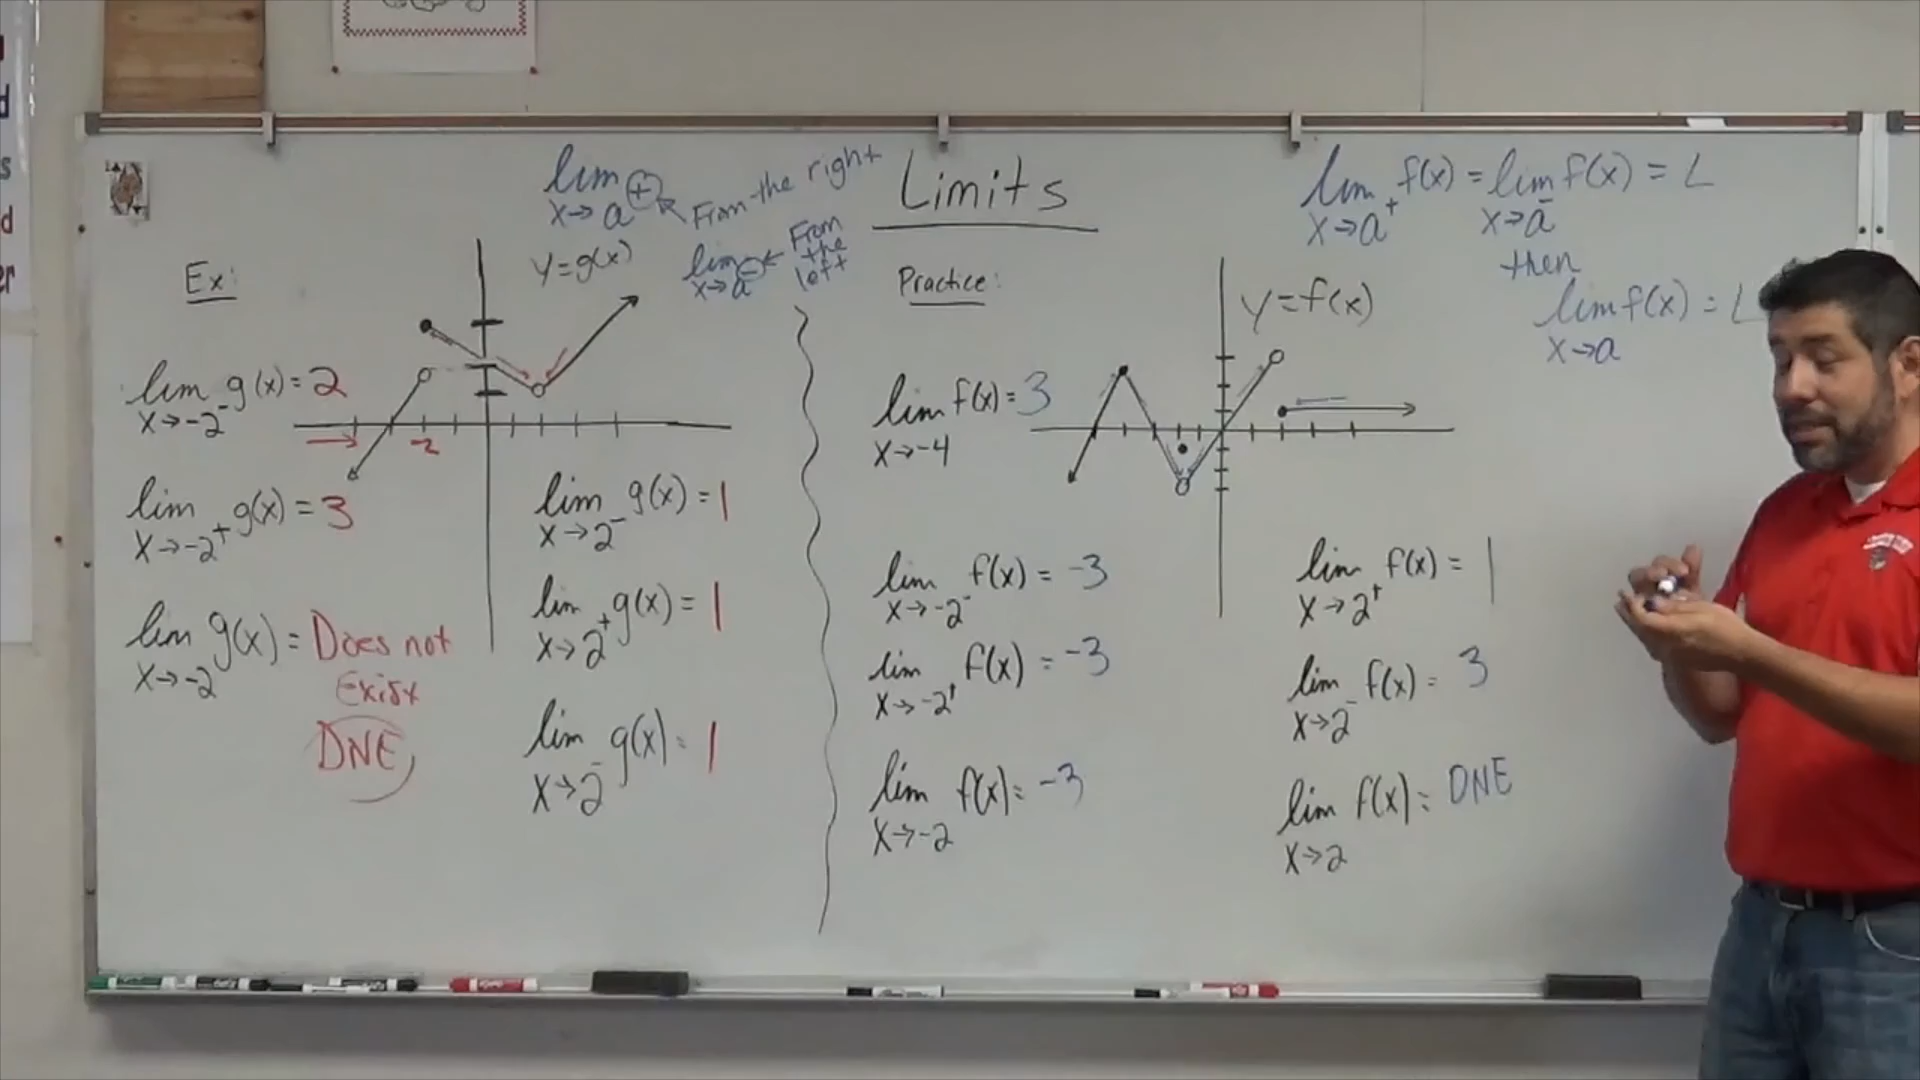 Limits
lim x→a⊕ From the right
lim x→a⊖ ← From
the
left
Ex:
y=g(x)
lim x→-2⁻ g(x) = 2
-2
lim x→-2⁺ g(x) = 3
lim x→-2 g(x) = Does not
Exist
DNE
lim x→2⁻ g(x) = 1
lim x→2⁺ g(x) = 1
lim x→2⁻ g(x) = 1
Practice:
y=f(x)
lim x→-4 f(x) = 3
lim x→-2⁻ f(x) = -3
lim x→-2⁺ f(x) = -3
lim x→-2 f(x) = -3
lim x→2⁺ f(x) = 1
lim x→2⁻ f(x) = 3
lim x→2 f(x) = DNE
lim x→a⁺ f(x) = lim x→a⁻ f(x) = L
then
lim x→a f(x) = L